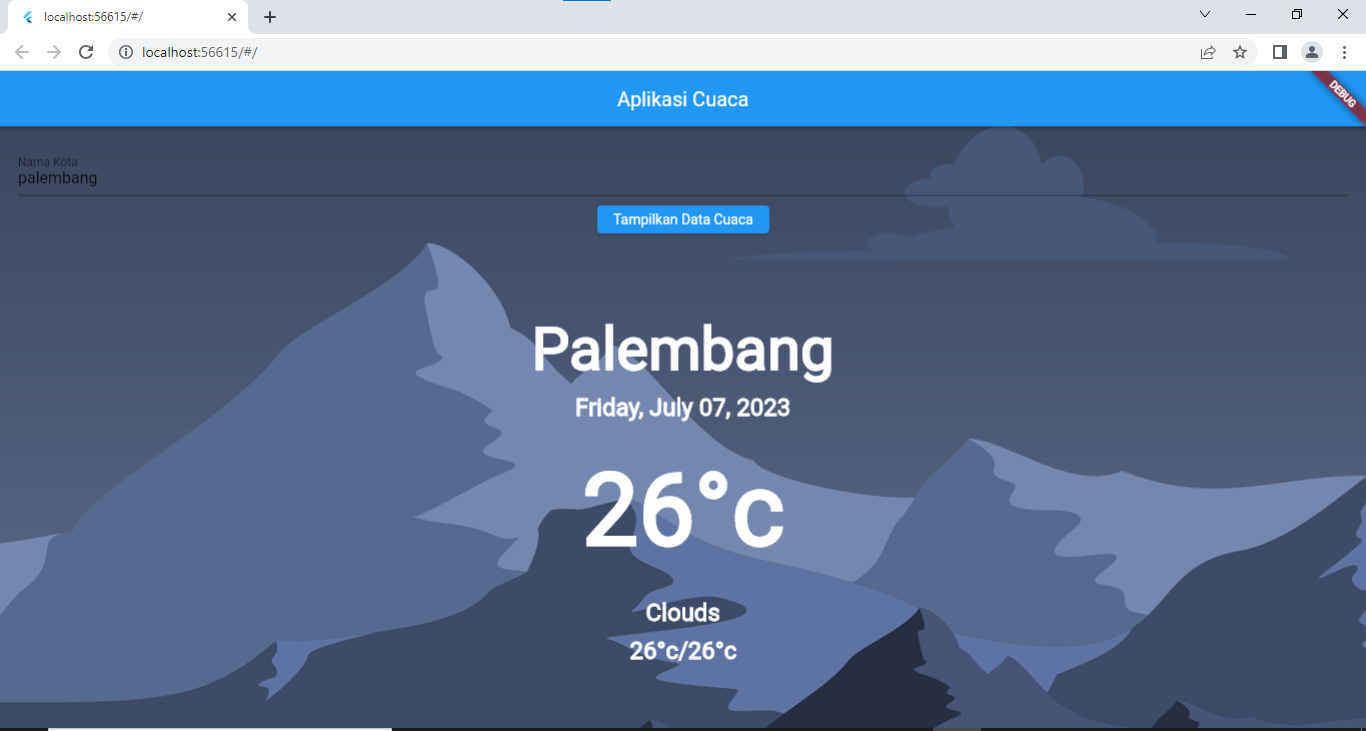 localhost:56615/#/
localhost:56615/#/
Aplikasi Cuaca
DEBUG
Nama Kota
palembang
Tampilkan Data Cuaca
Palembang
Friday, July 07, 2023
26°c
Clouds
26°c/26°c